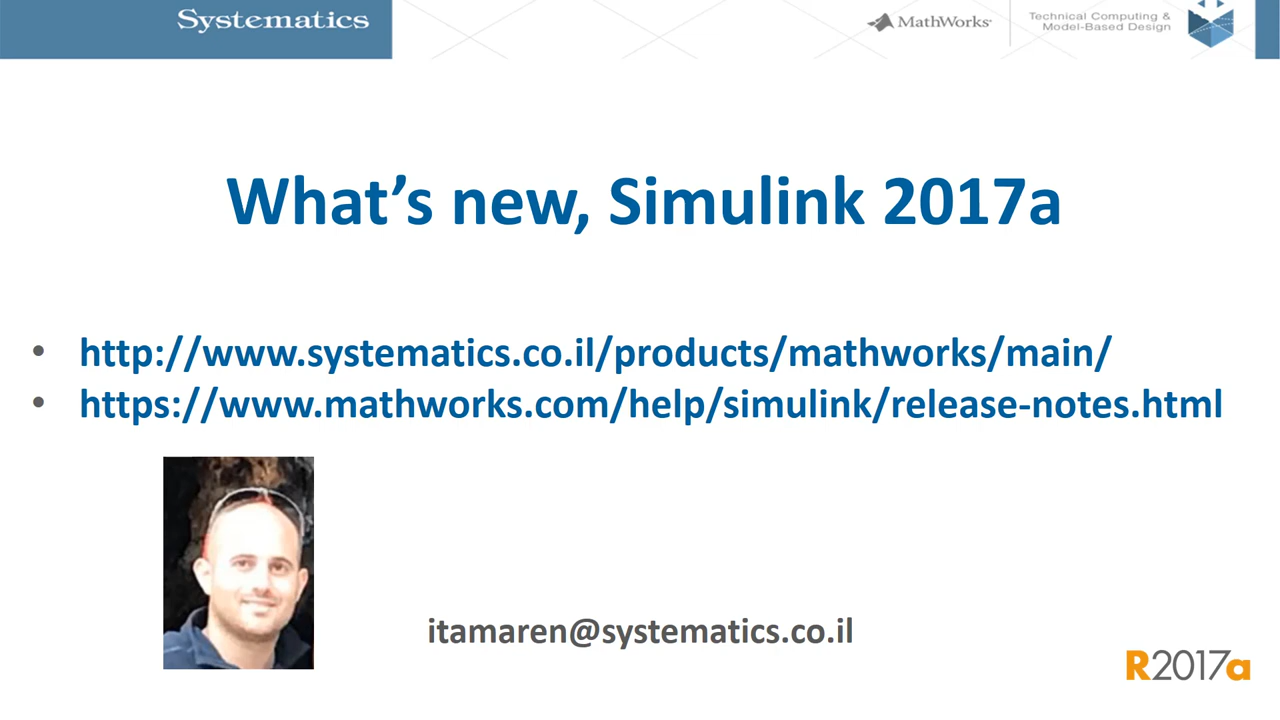 Systematics
MathWorks
Technical Computing &
Model-Based Design
What's new, Simulink 2017a
• http://www.systematics.co.il/products/mathworks/main/
• https://www.mathworks.com/help/simulink/release-notes.html
itamaren@systematics.co.il
R2017a